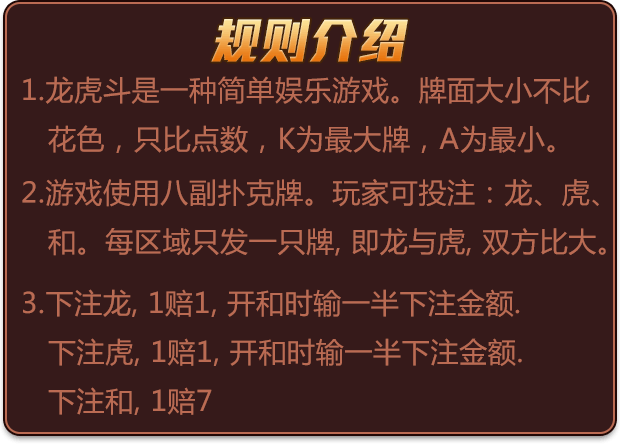 规则介绍
1.龙虎斗是一种简单娱乐游戏。牌面大小不比
花色，只比点数，K为最大牌，A为最小。
2.游戏使用八副扑克牌。玩家可投注：龙、虎、
和。每区域只发一只牌, 即龙与虎, 双方比大。
3.下注龙, 1赔1, 开和时输一半下注金额.
下注虎, 1赔1, 开和时输一半下注金额.
下注和, 1赔7